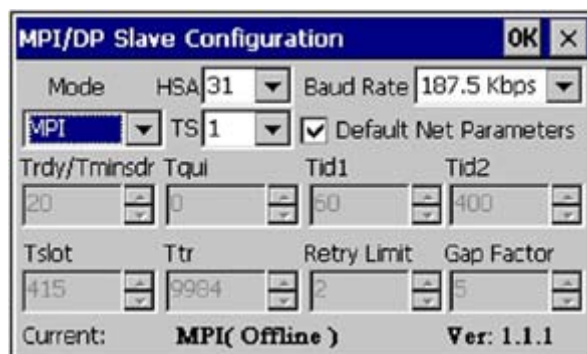 MPI/DP Slave Configuration OK ×
Mode HSA 31 Baud Rate 187.5 Kbps
MPI TS 1 Default Net Parameters
Trdy/Tminsdr Tqui Tid1 Tid2
20 0 60 400
Tslot Ttr Retry Limit Gap Factor
415 9984 2 5
Current: MPI( Offline ) Ver: 1.1.1